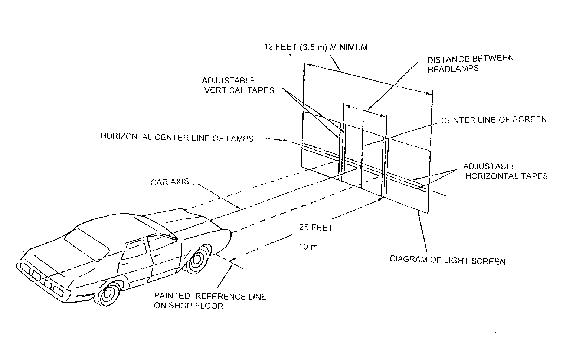 12 FEET (3.5 m) MINIMUM
DISTANCE BETWEEN
HEADLAMPS
ADJUSTABLE
VERTICAL TAPES
CENTER LINE OF SCREEN
HORIZONTAL CENTER LINE OF LAMPS
ADJUSTABLE
HORIZONTAL TAPES
CAR AXIS
25 FEET
10 m
DIAGRAM OF LIGHT SCREEN
PAINTED REFERENCE LINE
ON SHOP FLOOR